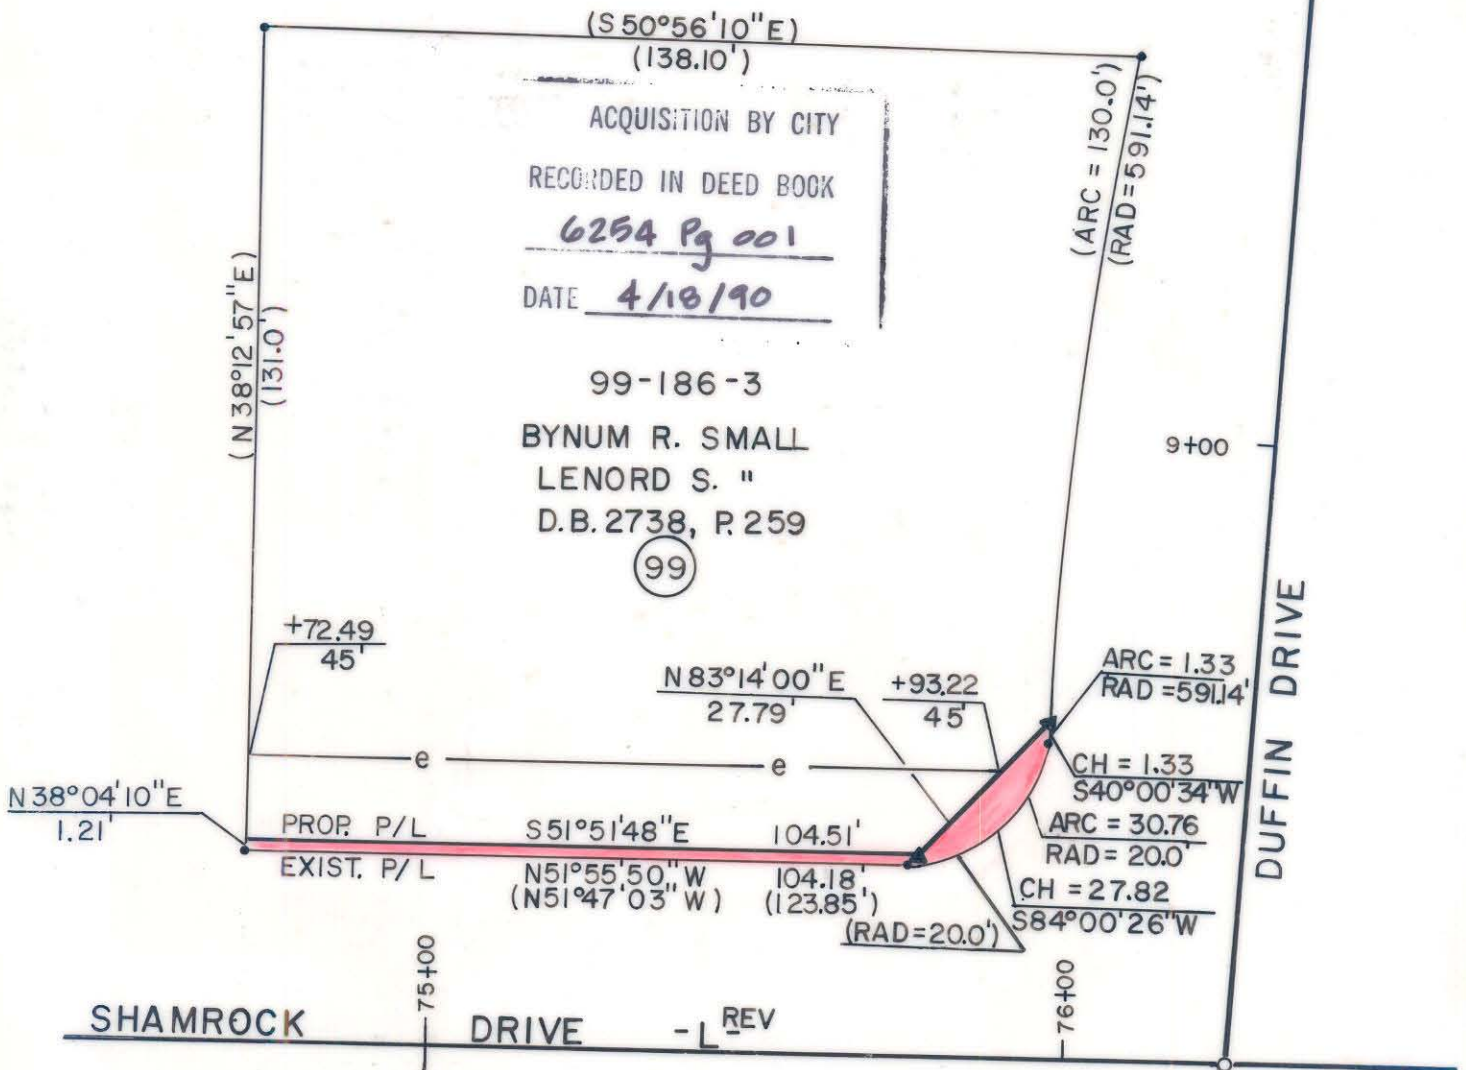 (S 50°56'10"E)
(138.10')
(ARC = 130.0')
(RAD=591.14')
ACQUISITION BY CITY
RECORDED IN DEED BOOK
6254 Pg 001
DATE 4/18/90
(N 38°12'57"E)
(131.0')
99-186-3
BYNUM R. SMALL
LENORD S. "
D.B. 2738, P. 259
99
9+00
+72.49
45'
N 83°14'00"E
27.79'
+93.22
45'
ARC = 1.33
RAD = 591.14'
e
e
CH = 1.33
S40°00'34"W
N 38°04'10"E
1.21'
PROP. P/L S51°51'48"E 104.51'
EXIST. P/L N51°55'50"W 104.18'
(N51°47'03"W) (123.85')
ARC = 30.76
RAD = 20.0'
CH = 27.82
S84°00'26"W
(RAD=20.0')
DUFFIN DRIVE
75+00
76+00
SHAMROCK DRIVE -L REV